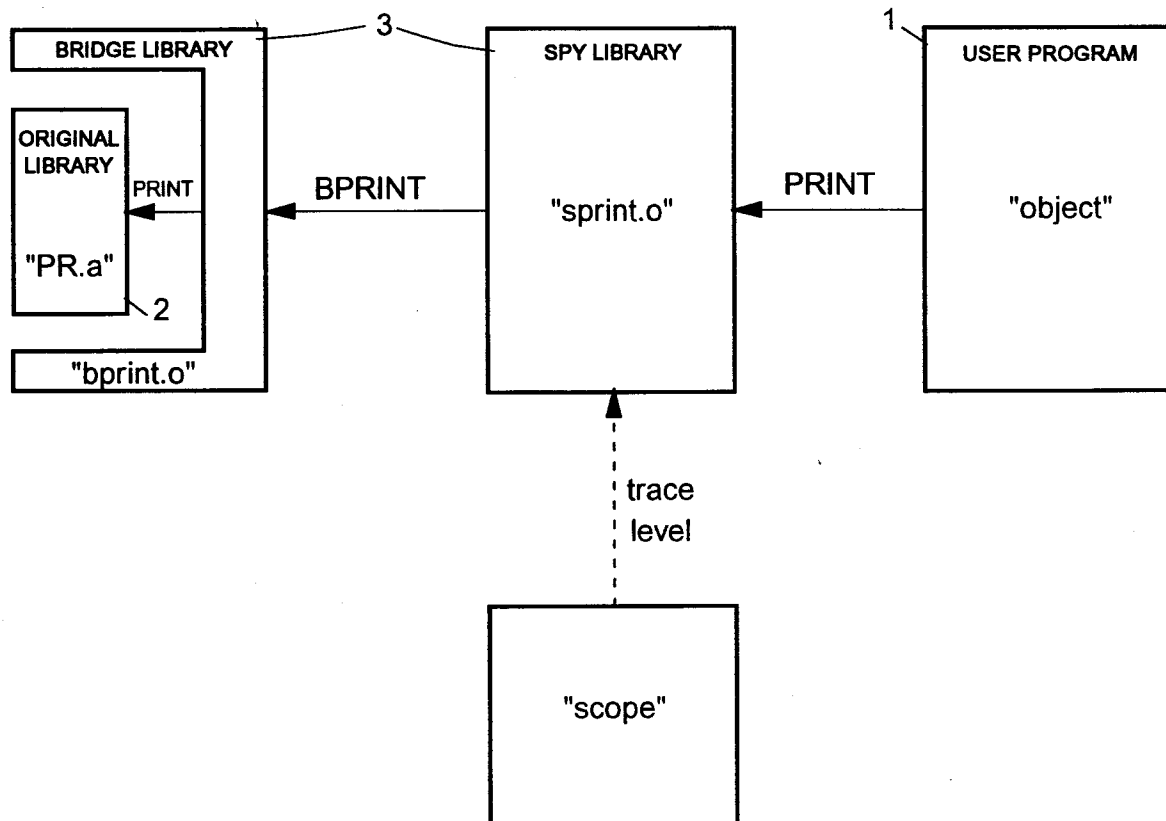 3
1
BRIDGE LIBRARY
SPY LIBRARY
USER PROGRAM
ORIGINAL
LIBRARY
PRINT
BPRINT
PRINT
"sprint.o"
"object"
"PR.a"
2
"bprint.o"
trace
level
"scope"